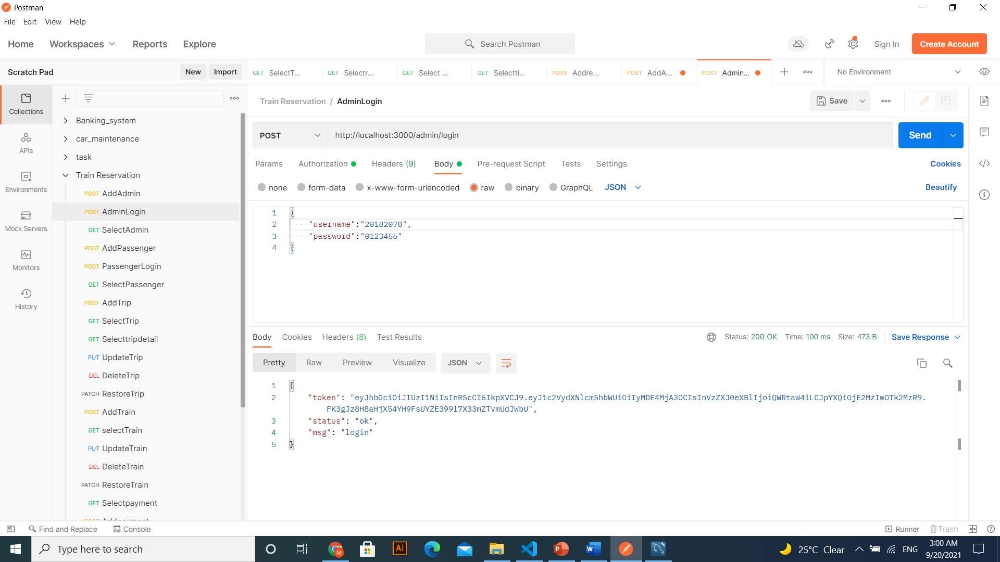 Postman
File Edit View Help
Home Workspaces Reports Explore
Search Postman
Sign In Create Account
Scratch Pad New Import
GET SelectT... GET Selectr... GET Select ... GET Selectti... POST Addre... POST AddA... POST Admin...
No Environment
Collections
APIs
Environments
Mock Servers
Monitors
History
Banking_system
car_maintenance
task
Train Reservation
POST AddAdmin
POST AdminLogin
GET SelectAdmin
POST AddPassenger
POST PassengerLogin
GET SelectPassenger
POST AddTrip
GET SelectTrip
GET Selecttripdetail
PUT UpdateTrip
DEL DeleteTrip
PATCH RestoreTrip
POST AddTrain
GET selectTrain
PUT UpdateTrain
DEL DeleteTrain
PATCH RestoreTrain
GET Selectpayment
Train Reservation / AdminLogin
Save
POST http://localhost:3000/admin/login
Send
Params Authorization Headers (9) Body Pre-request Script Tests Settings Cookies
none form-data x-www-form-urlencoded raw binary GraphQL JSON Beautify
1 {
2 "username":"20182078",
3 "password":"0123456"
4 }
Body Cookies Headers (8) Test Results
Status: 200 OK Time: 100 ms Size: 473 B Save Response
Pretty Raw Preview Visualize JSON
1 {
2 "token": "eyJhbGciOiJIUzI1NiIsInR5cCI6IkpXVCJ9.eyJ1c2VydXNlcm5hbWUiOiIyMDE4MjA3OCIsInVzZXJ0eXBlIjoiQWRtaW4iLCJpYXQiOjE2MzIwOTk2MzR9.
FK3gJz8H8aHjX54YH9FsUYZE399l7X33mZTvmUdJWbU",
3 "status": "ok",
4 "msg": "login"
5 }
Find and Replace Console
Runner Trash
Type here to search
25°C Clear
ENG
3:00 AM
9/20/2021